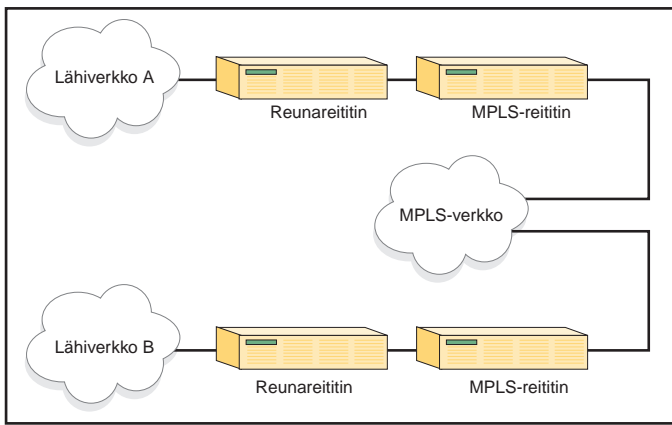 Lähiverkko A
Reunareititin
MPLS-reititin
MPLS-verkko
Lähiverkko B
Reunareititin
MPLS-reititin